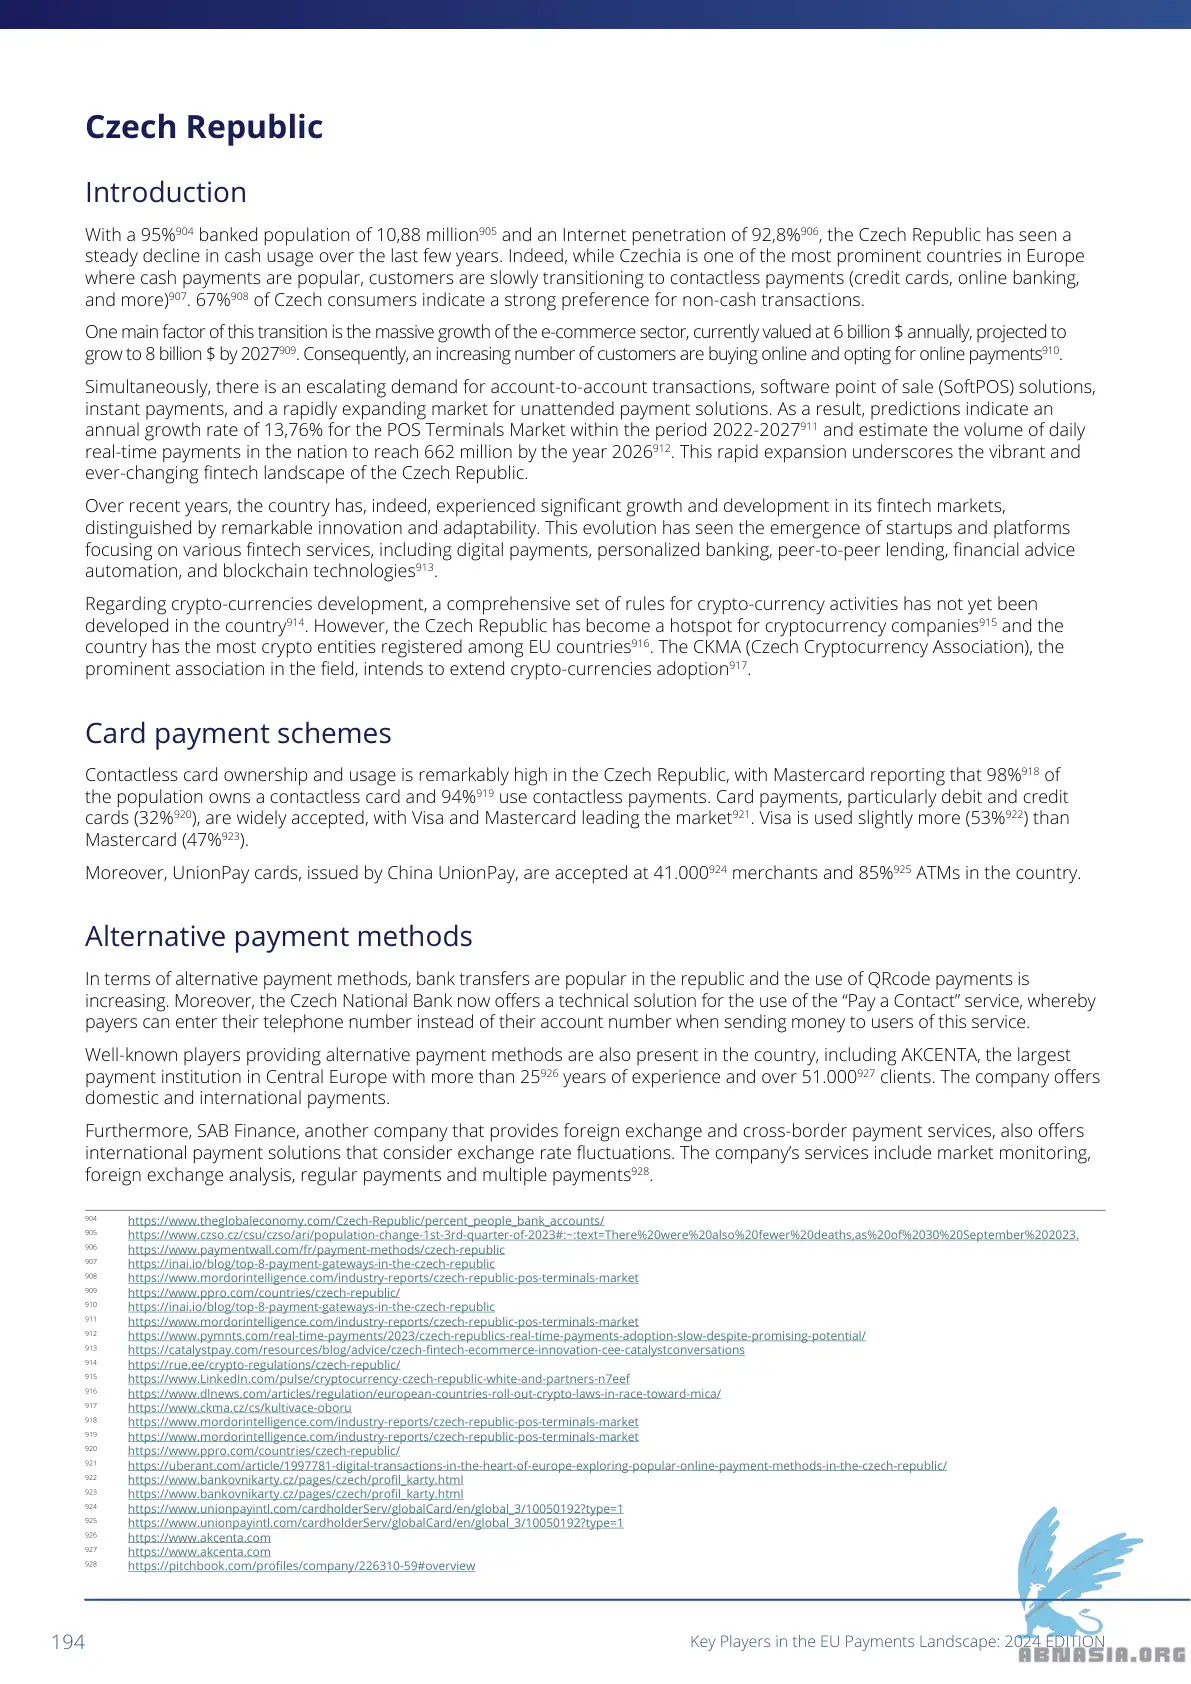 Czech Republic
Introduction
With a 95%904 banked population of 10,88 million905 and an Internet penetration of 92,8%906, the Czech Republic has seen a
steady decline in cash usage over the last few years. Indeed, while Czechia is one of the most prominent countries in Europe
where cash payments are popular, customers are slowly transitioning to contactless payments (credit cards, online banking,
and more)907. 67%908 of Czech consumers indicate a strong preference for non-cash transactions.
One main factor of this transition is the massive growth of the e-commerce sector, currently valued at 6 billion $ annually, projected to
grow to 8 billion $ by 2027909. Consequently, an increasing number of customers are buying online and opting for online payments910.
Simultaneously, there is an escalating demand for account-to-account transactions, software point of sale (SoftPOS) solutions,
instant payments, and a rapidly expanding market for unattended payment solutions. As a result, predictions indicate an
annual growth rate of 13,76% for the POS Terminals Market within the period 2022-2027911 and estimate the volume of daily
real-time payments in the nation to reach 662 million by the year 2026912. This rapid expansion underscores the vibrant and
ever-changing fintech landscape of the Czech Republic.
Over recent years, the country has, indeed, experienced significant growth and development in its fintech markets,
distinguished by remarkable innovation and adaptability. This evolution has seen the emergence of startups and platforms
focusing on various fintech services, including digital payments, personalized banking, peer-to-peer lending, financial advice
automation, and blockchain technologies913.
Regarding crypto-currencies development, a comprehensive set of rules for crypto-currency activities has not yet been
developed in the country914. However, the Czech Republic has become a hotspot for cryptocurrency companies915 and the
country has the most crypto entities registered among EU countries916. The CKMA (Czech Cryptocurrency Association), the
prominent association in the field, intends to extend crypto-currencies adoption917.
Card payment schemes
Contactless card ownership and usage is remarkably high in the Czech Republic, with Mastercard reporting that 98%918 of
the population owns a contactless card and 94%919 use contactless payments. Card payments, particularly debit and credit
cards (32%920), are widely accepted, with Visa and Mastercard leading the market921. Visa is used slightly more (53%922) than
Mastercard (47%923).
Moreover, UnionPay cards, issued by China UnionPay, are accepted at 41.000924 merchants and 85%925 ATMs in the country.
Alternative payment methods
In terms of alternative payment methods, bank transfers are popular in the republic and the use of QRcode payments is
increasing. Moreover, the Czech National Bank now offers a technical solution for the use of the “Pay a Contact” service, whereby
payers can enter their telephone number instead of their account number when sending money to users of this service.
Well-known players providing alternative payment methods are also present in the country, including AKCENTA, the largest
payment institution in Central Europe with more than 25926 years of experience and over 51.000927 clients. The company offers
domestic and international payments.
Furthermore, SAB Finance, another company that provides foreign exchange and cross-border payment services, also offers
international payment solutions that consider exchange rate fluctuations. The company’s services include market monitoring,
foreign exchange analysis, regular payments and multiple payments928.
904 https://www.theglobaleconomy.com/Czech-Republic/percent_people_bank_accounts/
905 https://www.czso.cz/csu/czso/ari/population-change-1st-3rd-quarter-of-2023#:~:text=There%20were%20also%20fewer%20deaths,as%20of%2030%20September%202023.
906 https://www.paymentwall.com/fr/payment-methods/czech-republic
907 https://inai.io/blog/top-8-payment-gateways-in-the-czech-republic
908 https://www.mordorintelligence.com/industry-reports/czech-republic-pos-terminals-market
909 https://www.ppro.com/countries/czech-republic/
910 https://inai.io/blog/top-8-payment-gateways-in-the-czech-republic
911 https://www.mordorintelligence.com/industry-reports/czech-republic-pos-terminals-market
912 https://www.pymnts.com/real-time-payments/2023/czech-republics-real-time-payments-adoption-slow-despite-promising-potential/
913 https://catalystpay.com/resources/blog/advice/czech-fintech-ecommerce-innovation-cee-catalystconversations
914 https://rue.ee/crypto-regulations/czech-republic/
915 https://www.LinkedIn.com/pulse/cryptocurrency-czech-republic-white-and-partners-n7eef
916 https://www.dlnews.com/articles/regulation/european-countries-roll-out-crypto-laws-in-race-toward-mica/
917 https://www.ckma.cz/cs/kultivace-oboru
918 https://www.mordorintelligence.com/industry-reports/czech-republic-pos-terminals-market
919 https://www.mordorintelligence.com/industry-reports/czech-republic-pos-terminals-market
920 https://www.ppro.com/countries/czech-republic/
921 https://uberant.com/article/1997781-digital-transactions-in-the-heart-of-europe-exploring-popular-online-payment-methods-in-the-czech-republic/
922 https://www.bankovnikarty.cz/pages/czech/profil_karty.html
923 https://www.bankovnikarty.cz/pages/czech/profil_karty.html
924 https://www.unionpayintl.com/cardholderServ/globalCard/en/global_3/10050192?type=1
925 https://www.unionpayintl.com/cardholderServ/globalCard/en/global_3/10050192?type=1
926 https://www.akcenta.com
927 https://www.akcenta.com
928 https://pitchbook.com/profiles/company/226310-59#overview
194 Key Players in the EU Payments Landscape: 2024 EDITION
ABNASIA.ORG